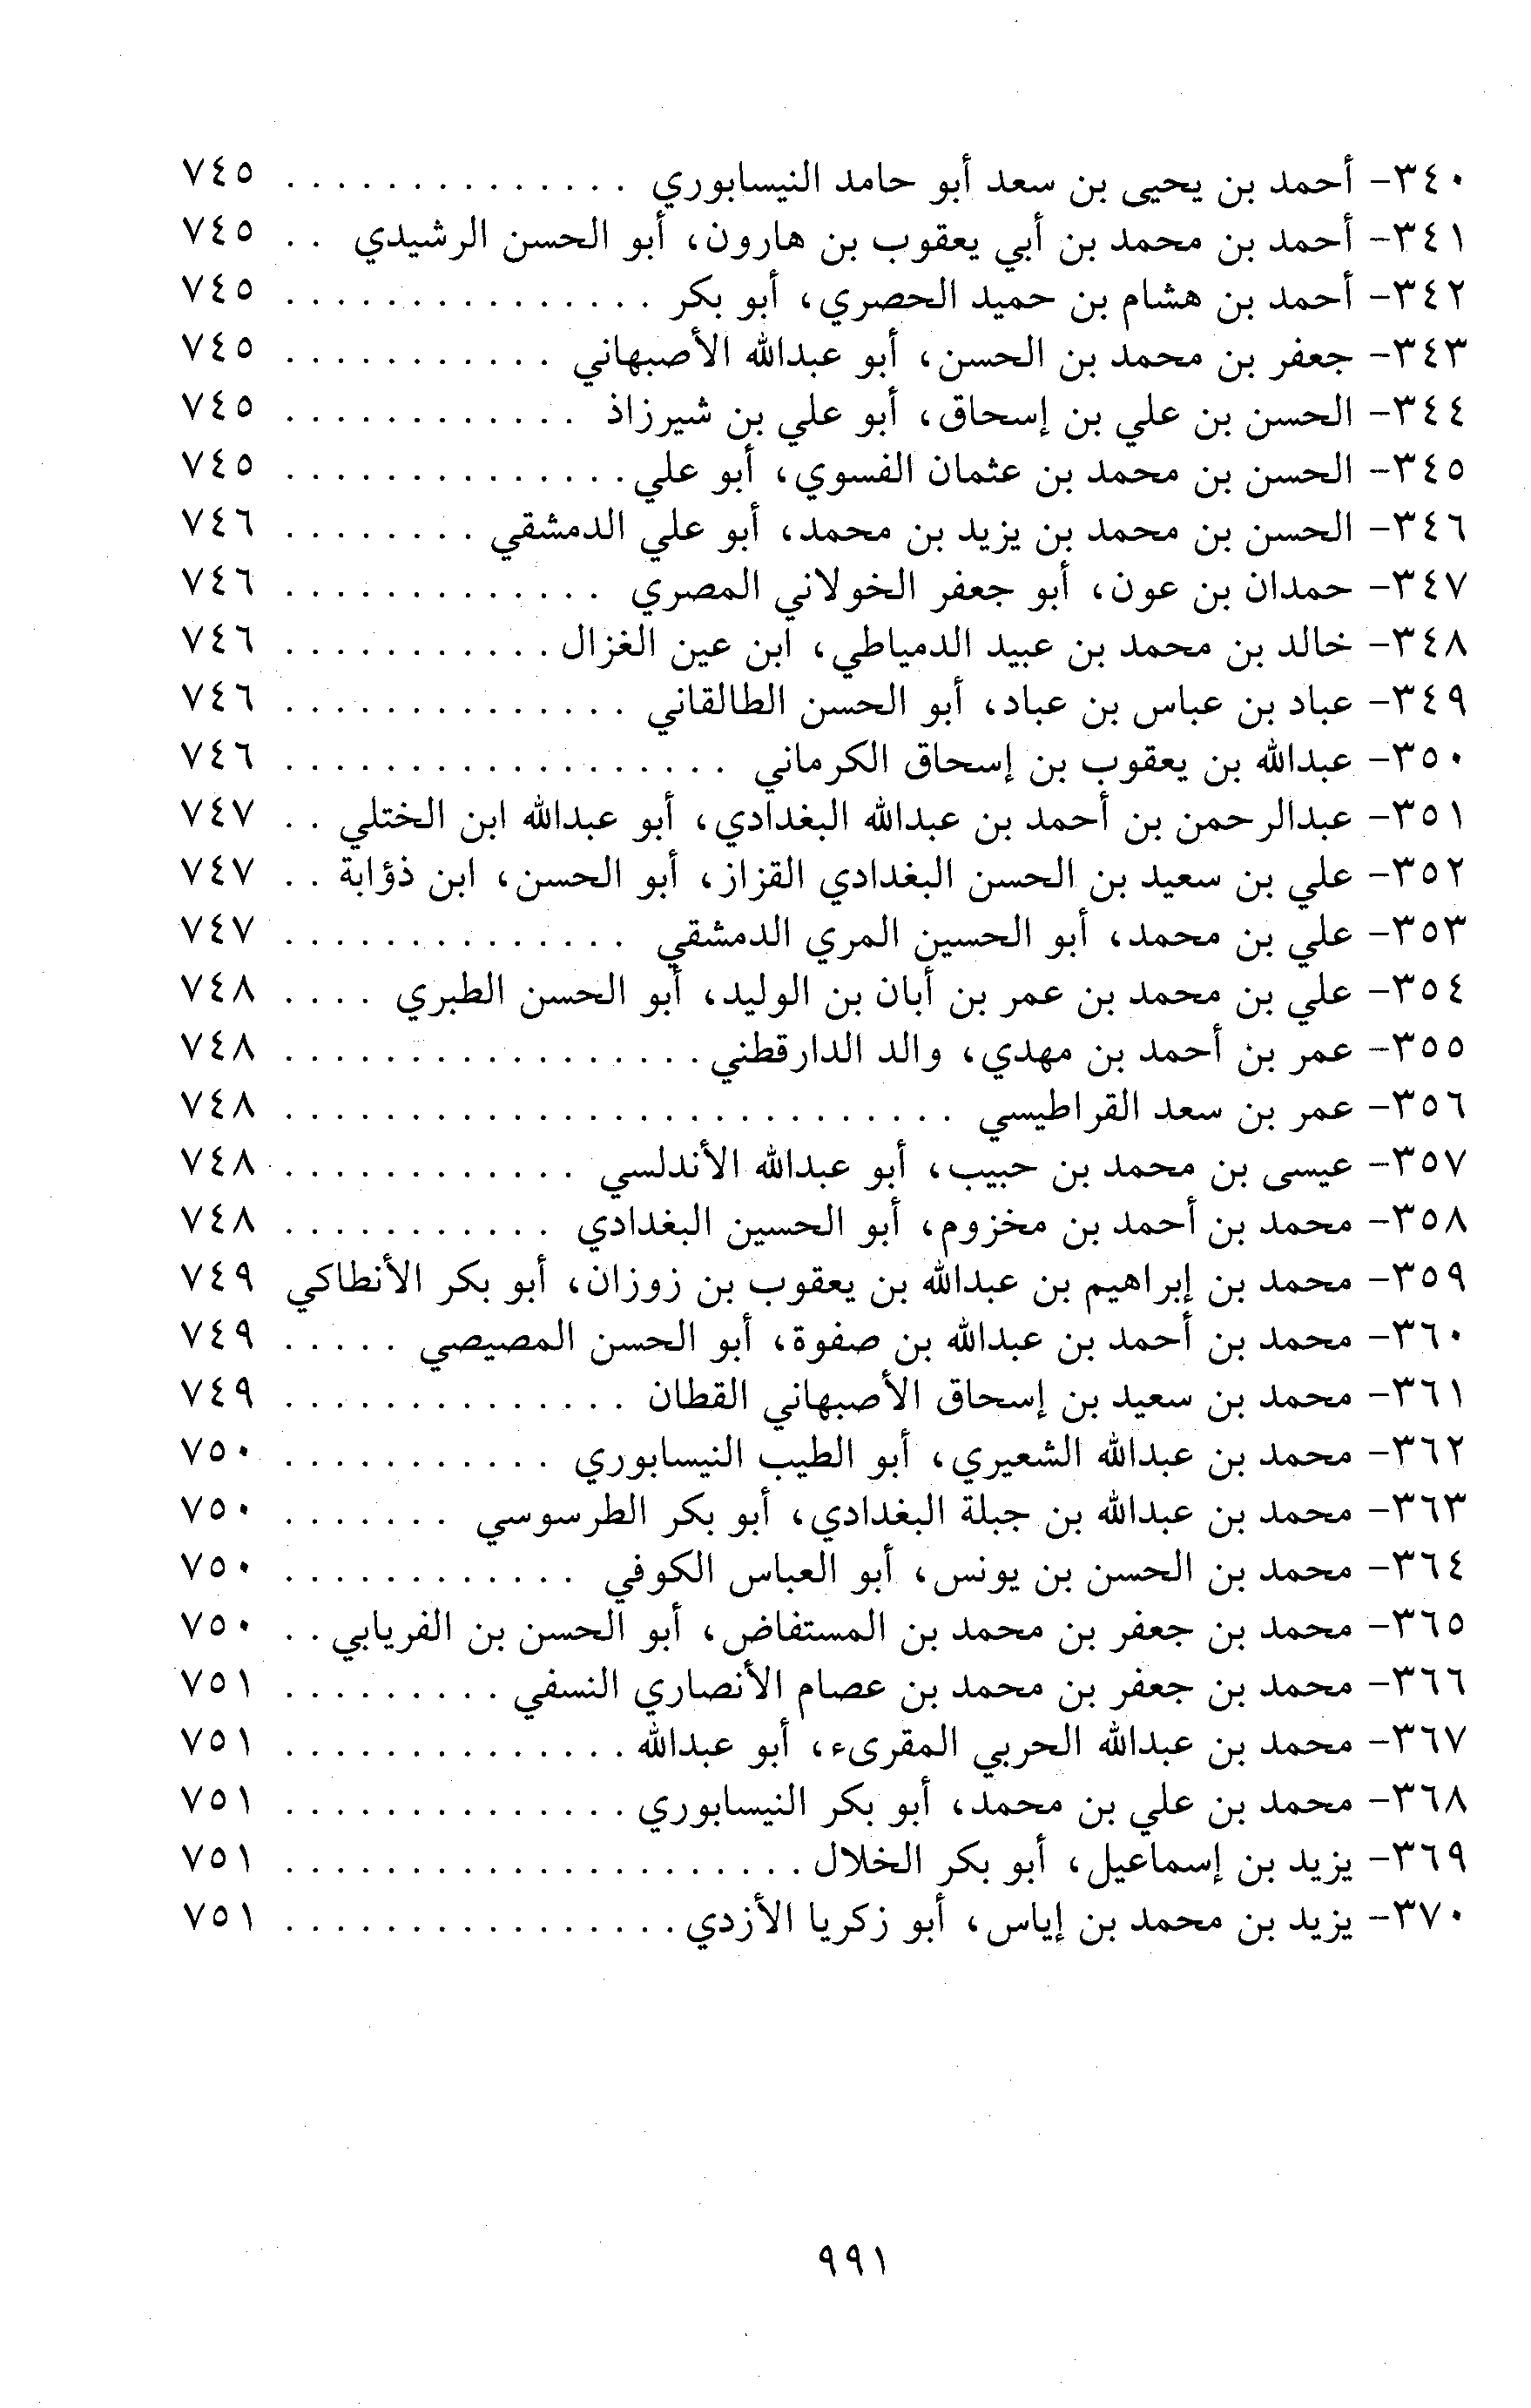 ٣٤٠- أحمد بن يحيى بن سعد أبو حامد النيسابوري . . . . . . . . . . . . . . ٧٤٥
٣٤١- أحمد بن محمد بن أبي يعقوب بن هارون، أبو الحسن الرشيدي . . ٧٤٥
٣٤٢- أحمد بن هشام بن حميد الحصري، أبو بكر . . . . . . . . . . . . . . . ٧٤٥
٣٤٣- جعفر بن محمد بن الحسن، أبو عبدالله الأصبهاني . . . . . . . . . . . ٧٤٥
٣٤٤- الحسن بن علي بن إسحاق، أبو علي بن شيرزاذ . . . . . . . . . . . . ٧٤٥
٣٤٥- الحسن بن محمد بن عثمان الفسوي، أبو علي . . . . . . . . . . . . . . ٧٤٥
٣٤٦- الحسن بن محمد بن يزيد بن محمد، أبو علي الدمشقي . . . . . . . . ٧٤٦
٣٤٧- حمدان بن عون، أبو جعفر الخولاني المصري . . . . . . . . . . . . . ٧٤٦
٣٤٨- خالد بن محمد بن عبيد الدمياطي، ابن عين الغزال . . . . . . . . . . . ٧٤٦
٣٤٩- عباد بن عباس بن عباد، أبو الحسن الطالقاني . . . . . . . . . . . . . . ٧٤٦
٣٥٠- عبدالله بن يعقوب بن إسحاق الكرماني . . . . . . . . . . . . . . . . . . ٧٤٦
٣٥١- عبدالرحمن بن أحمد بن عبدالله البغدادي، أبو عبدالله ابن الختلي . . ٧٤٧
٣٥٢- علي بن سعيد بن الحسن البغدادي القزاز، أبو الحسن، ابن ذؤابة . . ٧٤٧
٣٥٣- علي بن محمد، أبو الحسين المري الدمشقي . . . . . . . . . . . . . . ٧٤٧
٣٥٤- علي بن محمد بن عمر بن أبان بن الوليد، أبو الحسن الطبري . . . . ٧٤٨
٣٥٥- عمر بن أحمد بن مهدي، والد الدارقطني . . . . . . . . . . . . . . . . . ٧٤٨
٣٥٦- عمر بن سعد القراطيسي . . . . . . . . . . . . . . . . . . . . . . . . . . . ٧٤٨
٣٥٧- عيسى بن محمد بن حبيب، أبو عبدالله الأندلسي . . . . . . . . . . . . ٧٤٨
٣٥٨- محمد بن أحمد بن مخزوم، أبو الحسين البغدادي . . . . . . . . . . . ٧٤٨
٣٥٩- محمد بن إبراهيم بن عبدالله بن يعقوب بن زوزان، أبو بكر الأنطاكي ٧٤٩
٣٦٠- محمد بن أحمد بن عبدالله بن صفوة، أبو الحسن المصيصي . . . . . ٧٤٩
٣٦١- محمد بن سعيد بن إسحاق الأصبهاني القطان . . . . . . . . . . . . . . ٧٤٩
٣٦٢- محمد بن عبدالله الشعيري، أبو الطيب النيسابوري . . . . . . . . . . . ٧٥٠
٣٦٣- محمد بن عبدالله بن جبلة البغدادي، أبو بكر الطرسوسي . . . . . . . ٧٥٠
٣٦٤- محمد بن الحسن بن يونس، أبو العباس الكوفي . . . . . . . . . . . . ٧٥٠
٣٦٥- محمد بن جعفر بن محمد بن المستفاض، أبو الحسن بن الفريابي . . ٧٥٠
٣٦٦- محمد بن جعفر بن محمد بن عصام الأنصاري النسفي . . . . . . . . . ٧٥١
٣٦٧- محمد بن عبدالله الحربي المقرىء، أبو عبدالله . . . . . . . . . . . . . . ٧٥١
٣٦٨- محمد بن علي بن محمد، أبو بكر النيسابوري . . . . . . . . . . . . . . ٧٥١
٣٦٩- يزيد بن إسماعيل، أبو بكر الخلال . . . . . . . . . . . . . . . . . . . . . ٧٥١
٣٧٠- يزيد بن محمد بن إياس، أبو زكريا الأزدي . . . . . . . . . . . . . . . . ٧٥١
٩٩١